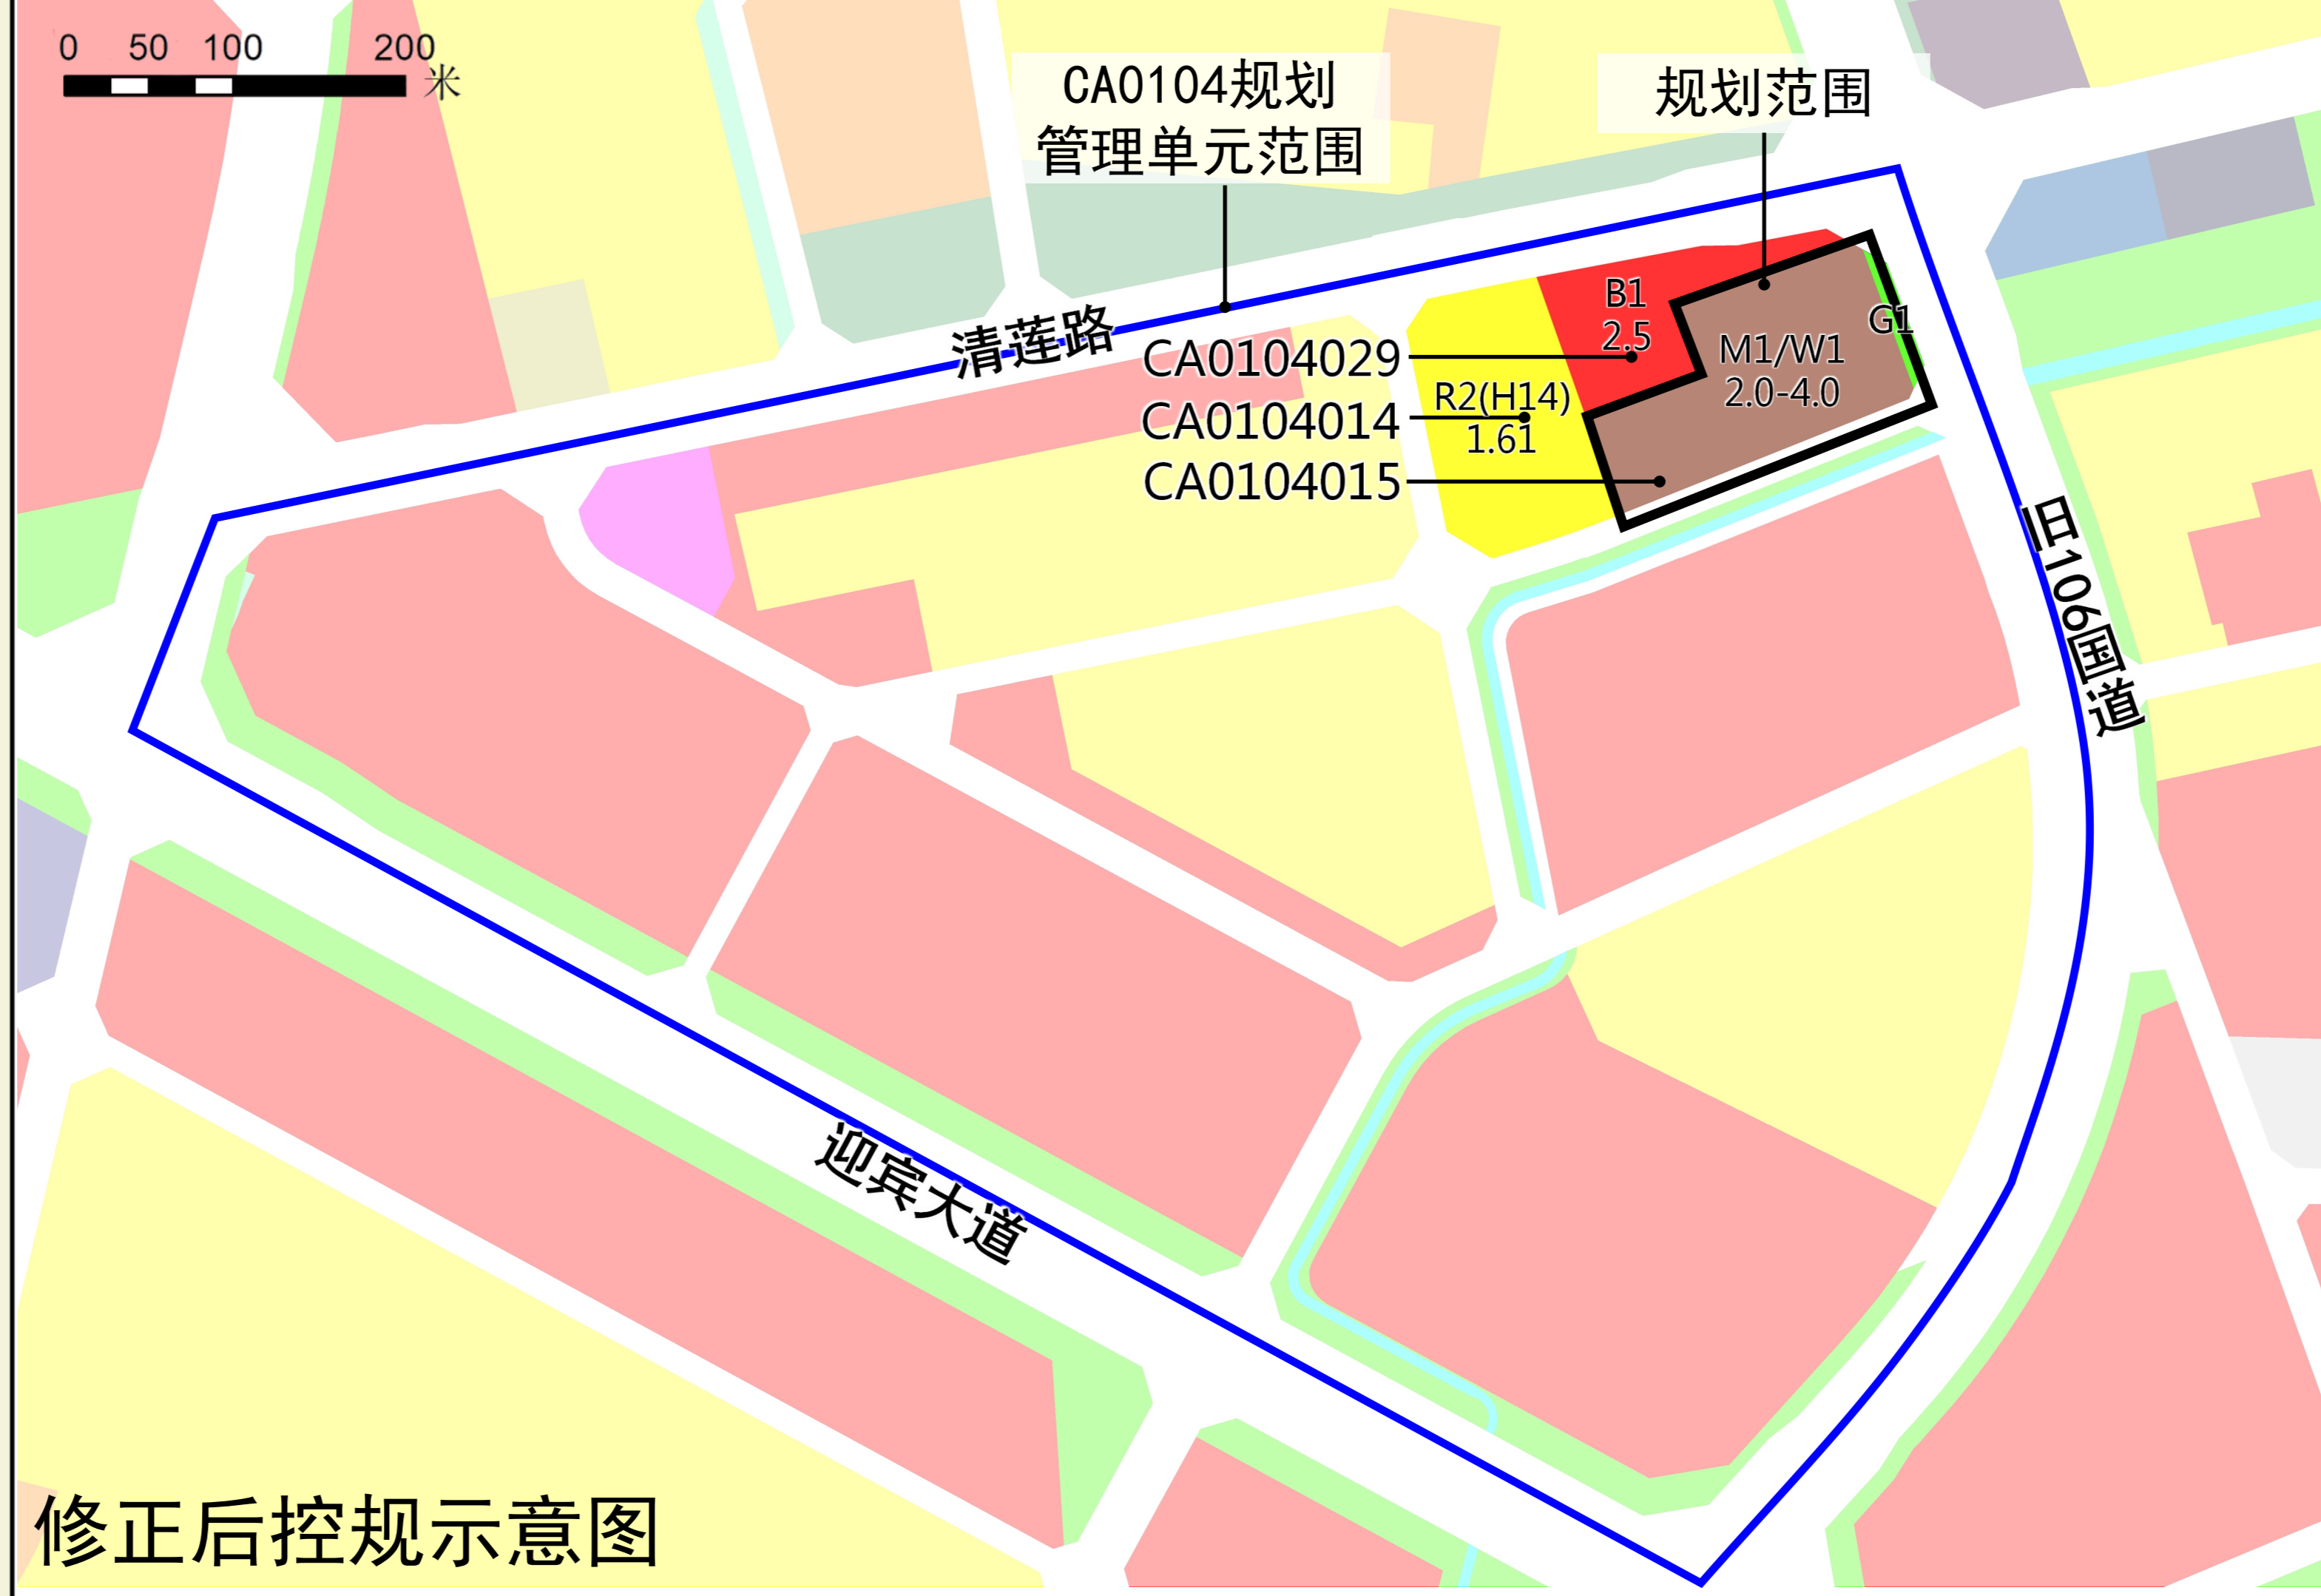 0 50 100 200
米
CA0104规划
管理单元范围
规划范围
清莲路
B1
2.5
G1
M1/W1
2.0-4.0
CA0104029
R2(H14)
1.61
CA0104014
CA0104015
旧106国道
迎宾大道
修正后控规示意图